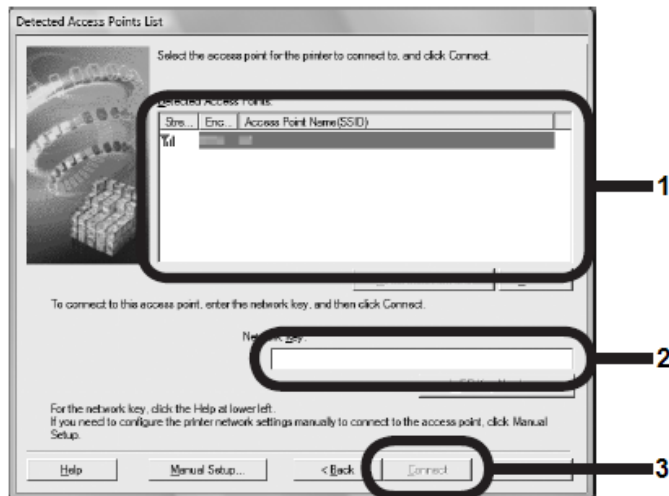 Detected Access Points List
Select the access point for the printer to connect to, and click Connect.
Detected Access Points:
Stre... Enc... Access Point Name(SSID)
1
To connect to this access point, enter the network key, and then click Connect.
Network Key:
2
For the network key, click the Help at lower left.
If you need to configure the printer network settings manually to connect to the access point, click Manual
Setup.
Help Manual Setup... < Back Connect
3